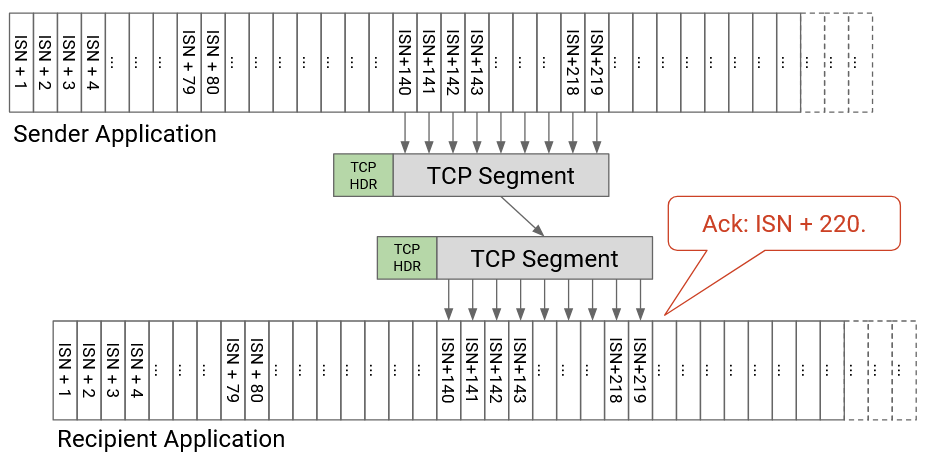 ISN + 1
ISN + 2
ISN + 3
ISN + 4
...
...
...
ISN + 79
ISN + 80
...
...
...
...
...
...
...
ISN+140
ISN+141
ISN+142
ISN+143
...
...
...
ISN+218
ISN+219
...
...
...
...
...
...
...
...
...
...
...
Sender Application
TCP
HDR
TCP Segment
Ack: ISN + 220.
TCP
HDR
TCP Segment
ISN + 1
ISN + 2
ISN + 3
ISN + 4
...
...
...
ISN + 79
ISN + 80
...
...
...
...
...
...
...
ISN+140
ISN+141
ISN+142
ISN+143
...
...
...
ISN+218
ISN+219
...
...
...
...
...
...
...
...
...
...
...
Recipient Application